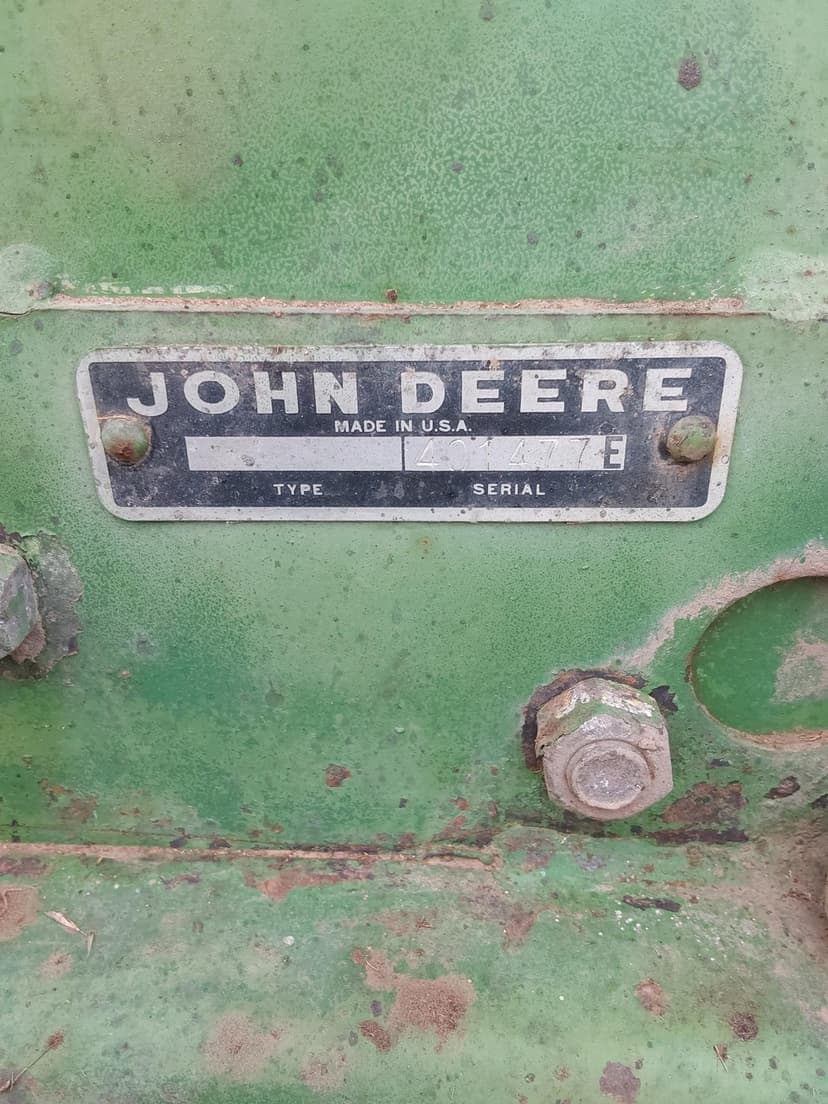 JOHN DEERE
MADE IN U.S.A.
401477E
TYPE SERIAL